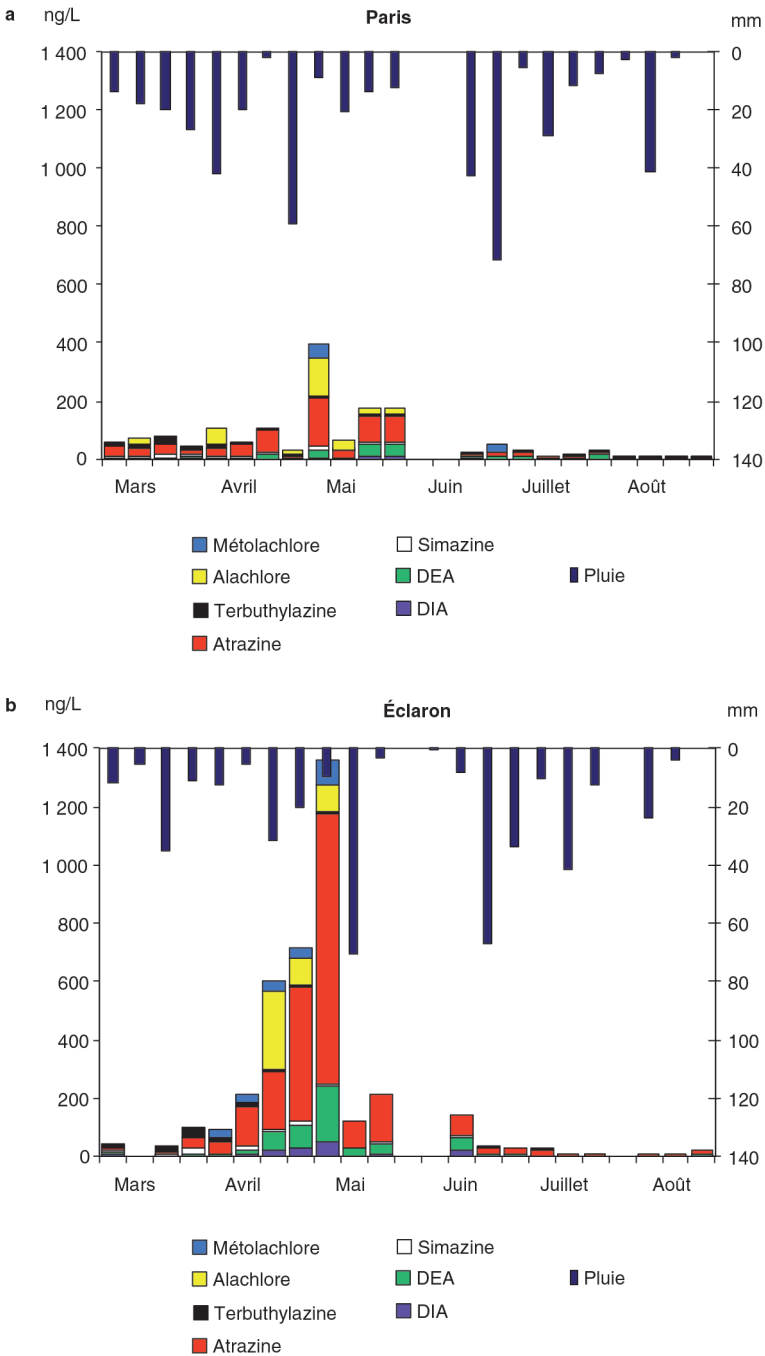 a ng/L Paris mm
1 400 0
1 200 20
1 000 40
800 60
600 80
400 100
200 120
0 140
Mars Avril Mai Juin Juillet Août
Métolachlore Simazine
Alachlore DEA Pluie
Terbuthylazine DIA
Atrazine
b ng/L Éclaron mm
1 400 0
1 200 20
1 000 40
800 60
600 80
400 100
200 120
0 140
Mars Avril Mai Juin Juillet Août
Métolachlore Simazine
Alachlore DEA Pluie
Terbuthylazine DIA
Atrazine